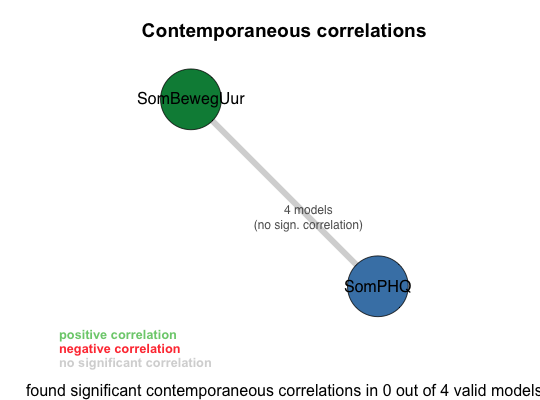 Contemporaneous correlations
SomBewegUur
4 models
(no sign. correlation)
SomPHQ
positive correlation
negative correlation
no significant correlation
found significant contemporaneous correlations in 0 out of 4 valid models